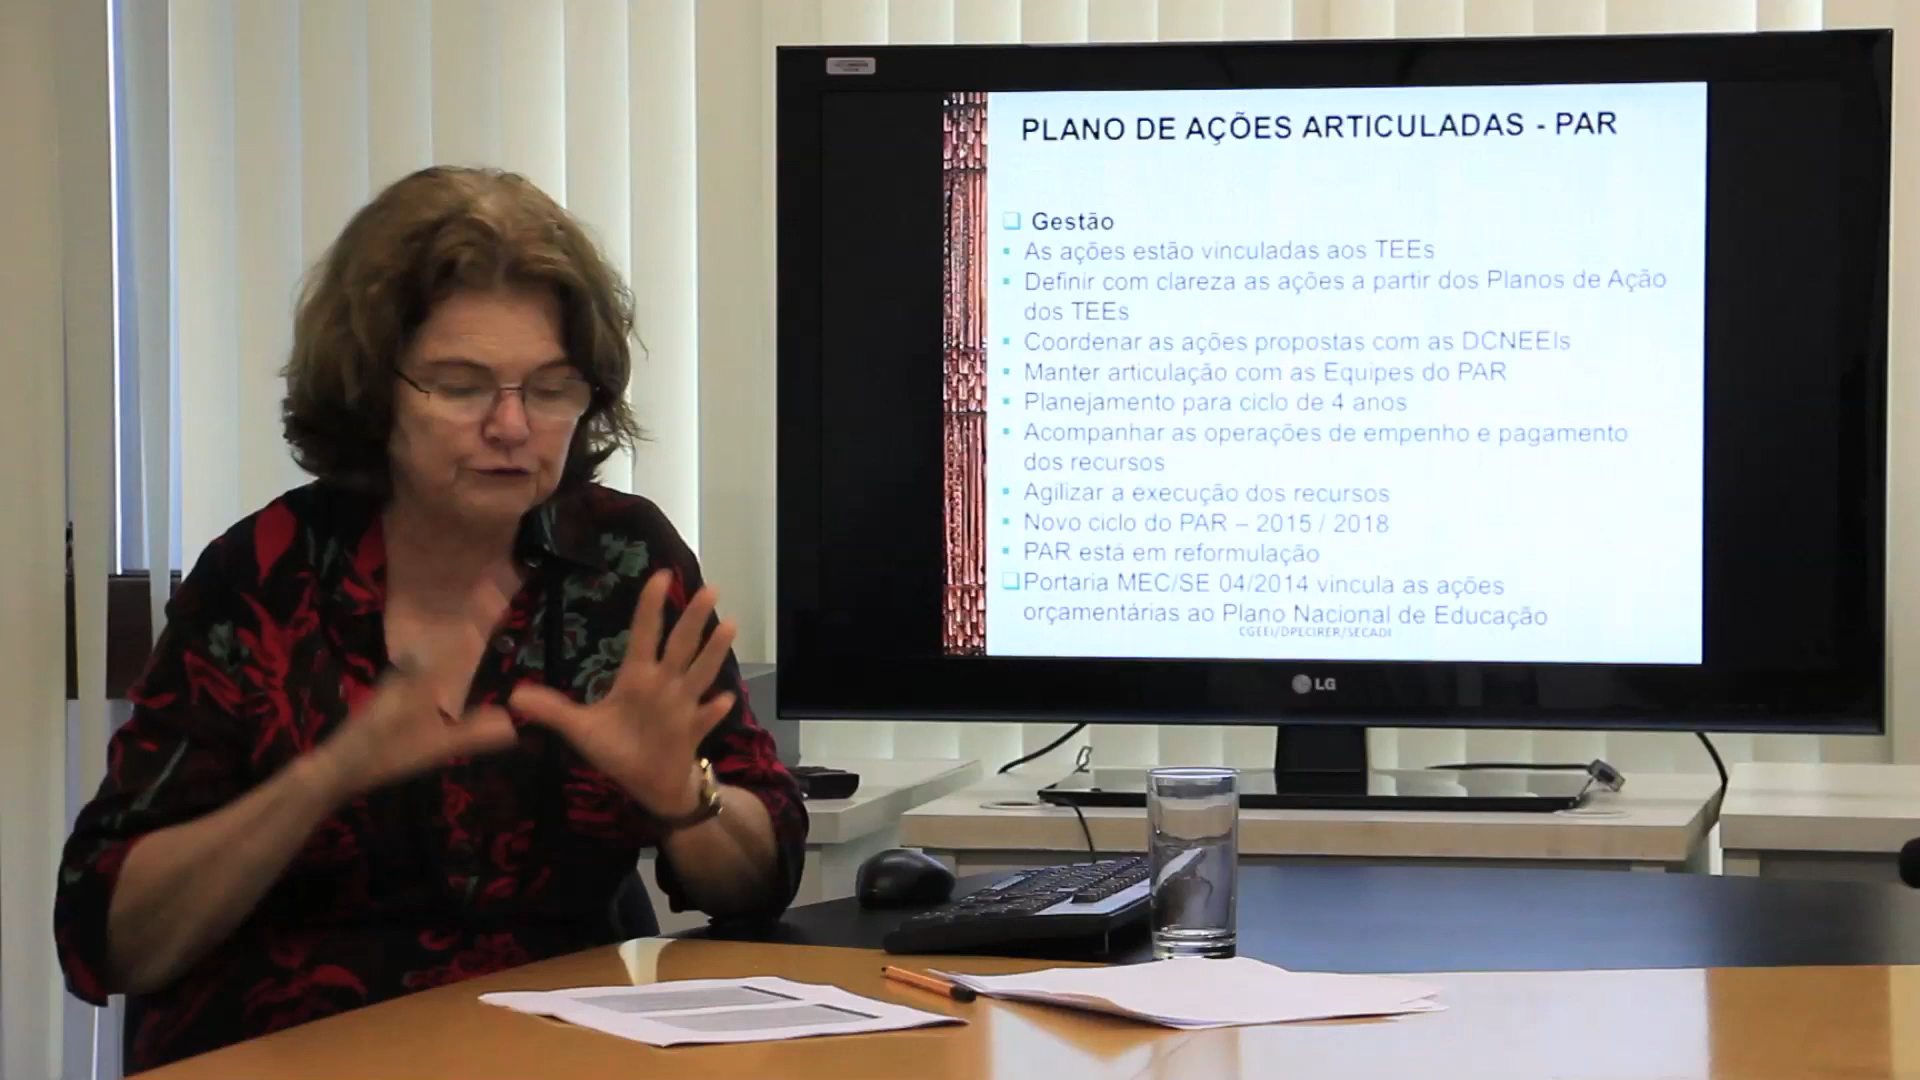 PLANO DE AÇÕES ARTICULADAS - PAR
Gestão
As ações estão vinculadas aos TEEs
Definir com clareza as ações a partir dos Planos de Ação
dos TEEs
Coordenar as ações propostas com as DCNEEIs
Manter articulação com as Equipes do PAR
Planejamento para ciclo de 4 anos
Acompanhar as operações de empenho e pagamento
dos recursos
Agilizar a execução dos recursos
Novo ciclo do PAR – 2015 / 2018
PAR está em reformulação
Portaria MEC/SE 04/2014 vincula as ações
orçamentárias ao Plano Nacional de Educação
CGEEI/DPECIRER/SECADI
LG